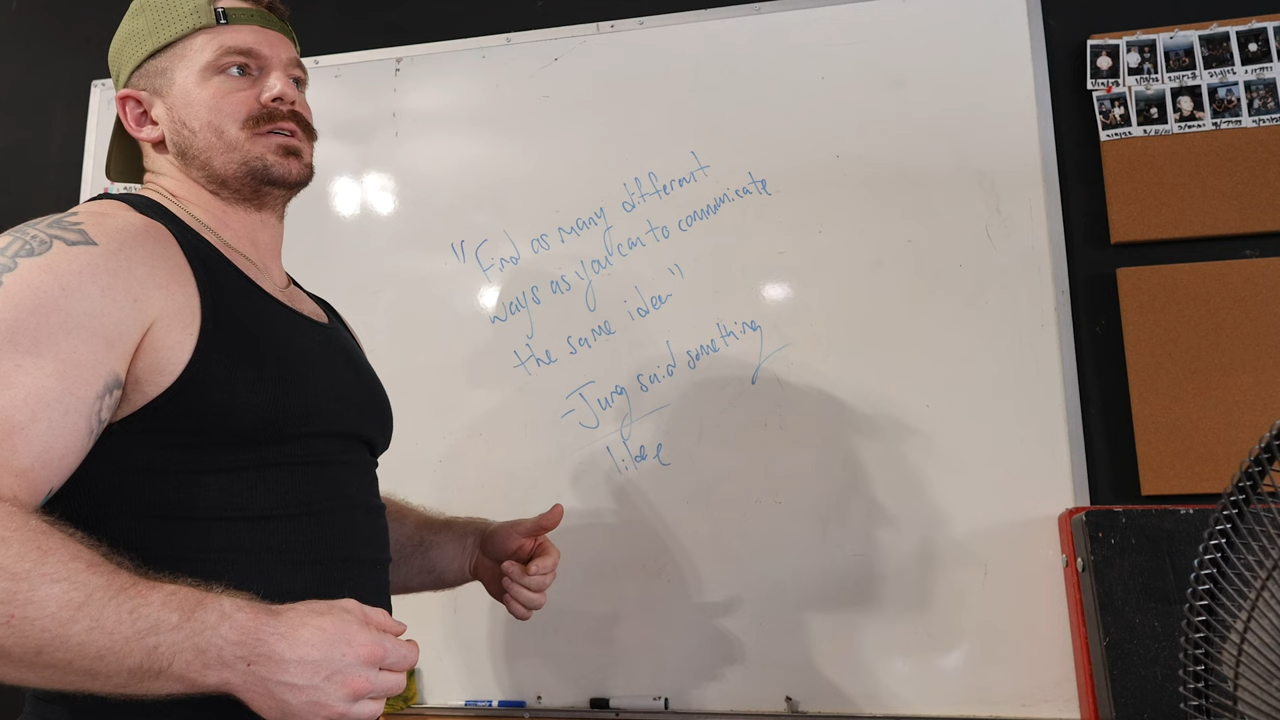 "Find as many different
ways as you can to communicate
the same idea"
-Jung said something
like